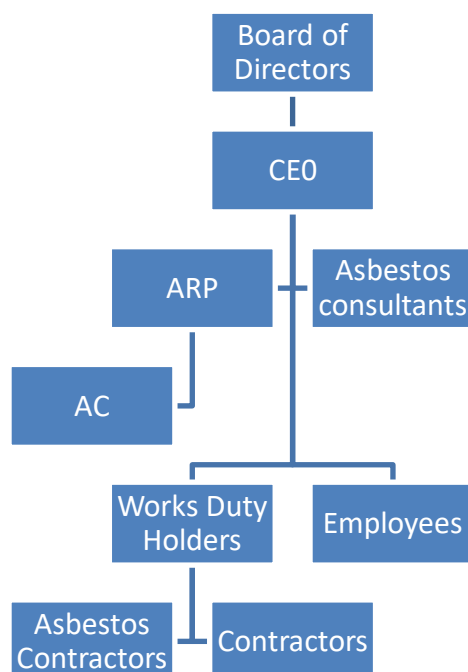 Board of
Directors
CE0
ARP
Asbestos
consultants
AC
Works Duty
Holders
Employees
Asbestos
Contractors
Contractors